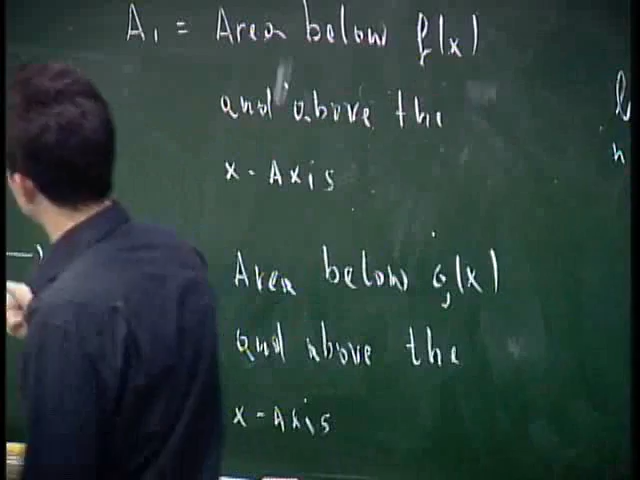 A₁ = Area below f(x)
and above the
x-Axis
Area below g(x)
and above the
x-Axis